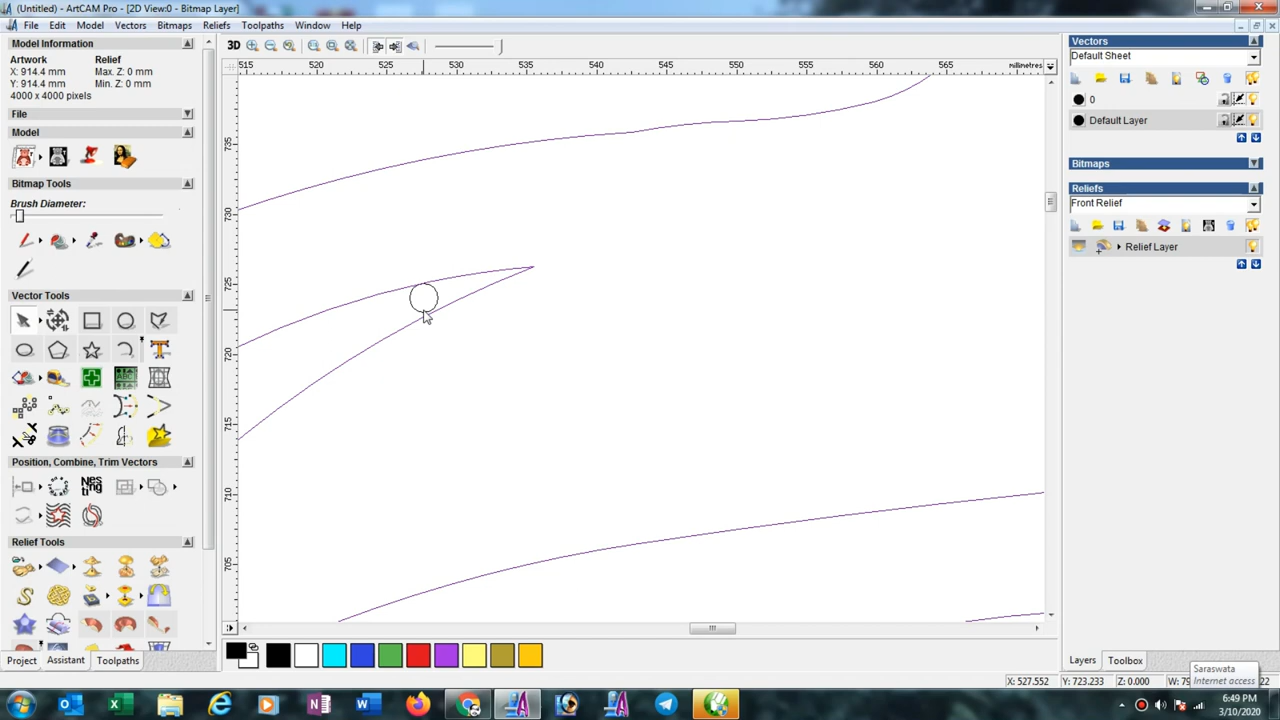 (Untitled) - ArtCAM Pro - [2D View:0 - Bitmap Layer]
File Edit Model Vectors Bitmaps Reliefs Toolpaths Window Help
Model Information
Artwork Relief
X: 914.4 mm Max. Z: 0 mm
Y: 914.4 mm Min. Z: 0 mm
4000 x 4000 pixels
File
Model
Bitmap Tools
Brush Diameter:
Vector Tools
Position, Combine, Trim Vectors
Nes
ting
Relief Tools
Project Assistant Toolpaths
3D
515 520 525 530 535 540 545 550 555 560 565 millimetres
735
730
725
720
715
710
705
Vectors
Default Sheet
0
Default Layer
Bitmaps
Reliefs
Front Relief
Relief Layer
Layers Toolbox
Saraswata
Internet access
X: 527.552 Y: 723.233 Z: 0.000
6:49 PM
3/10/2020